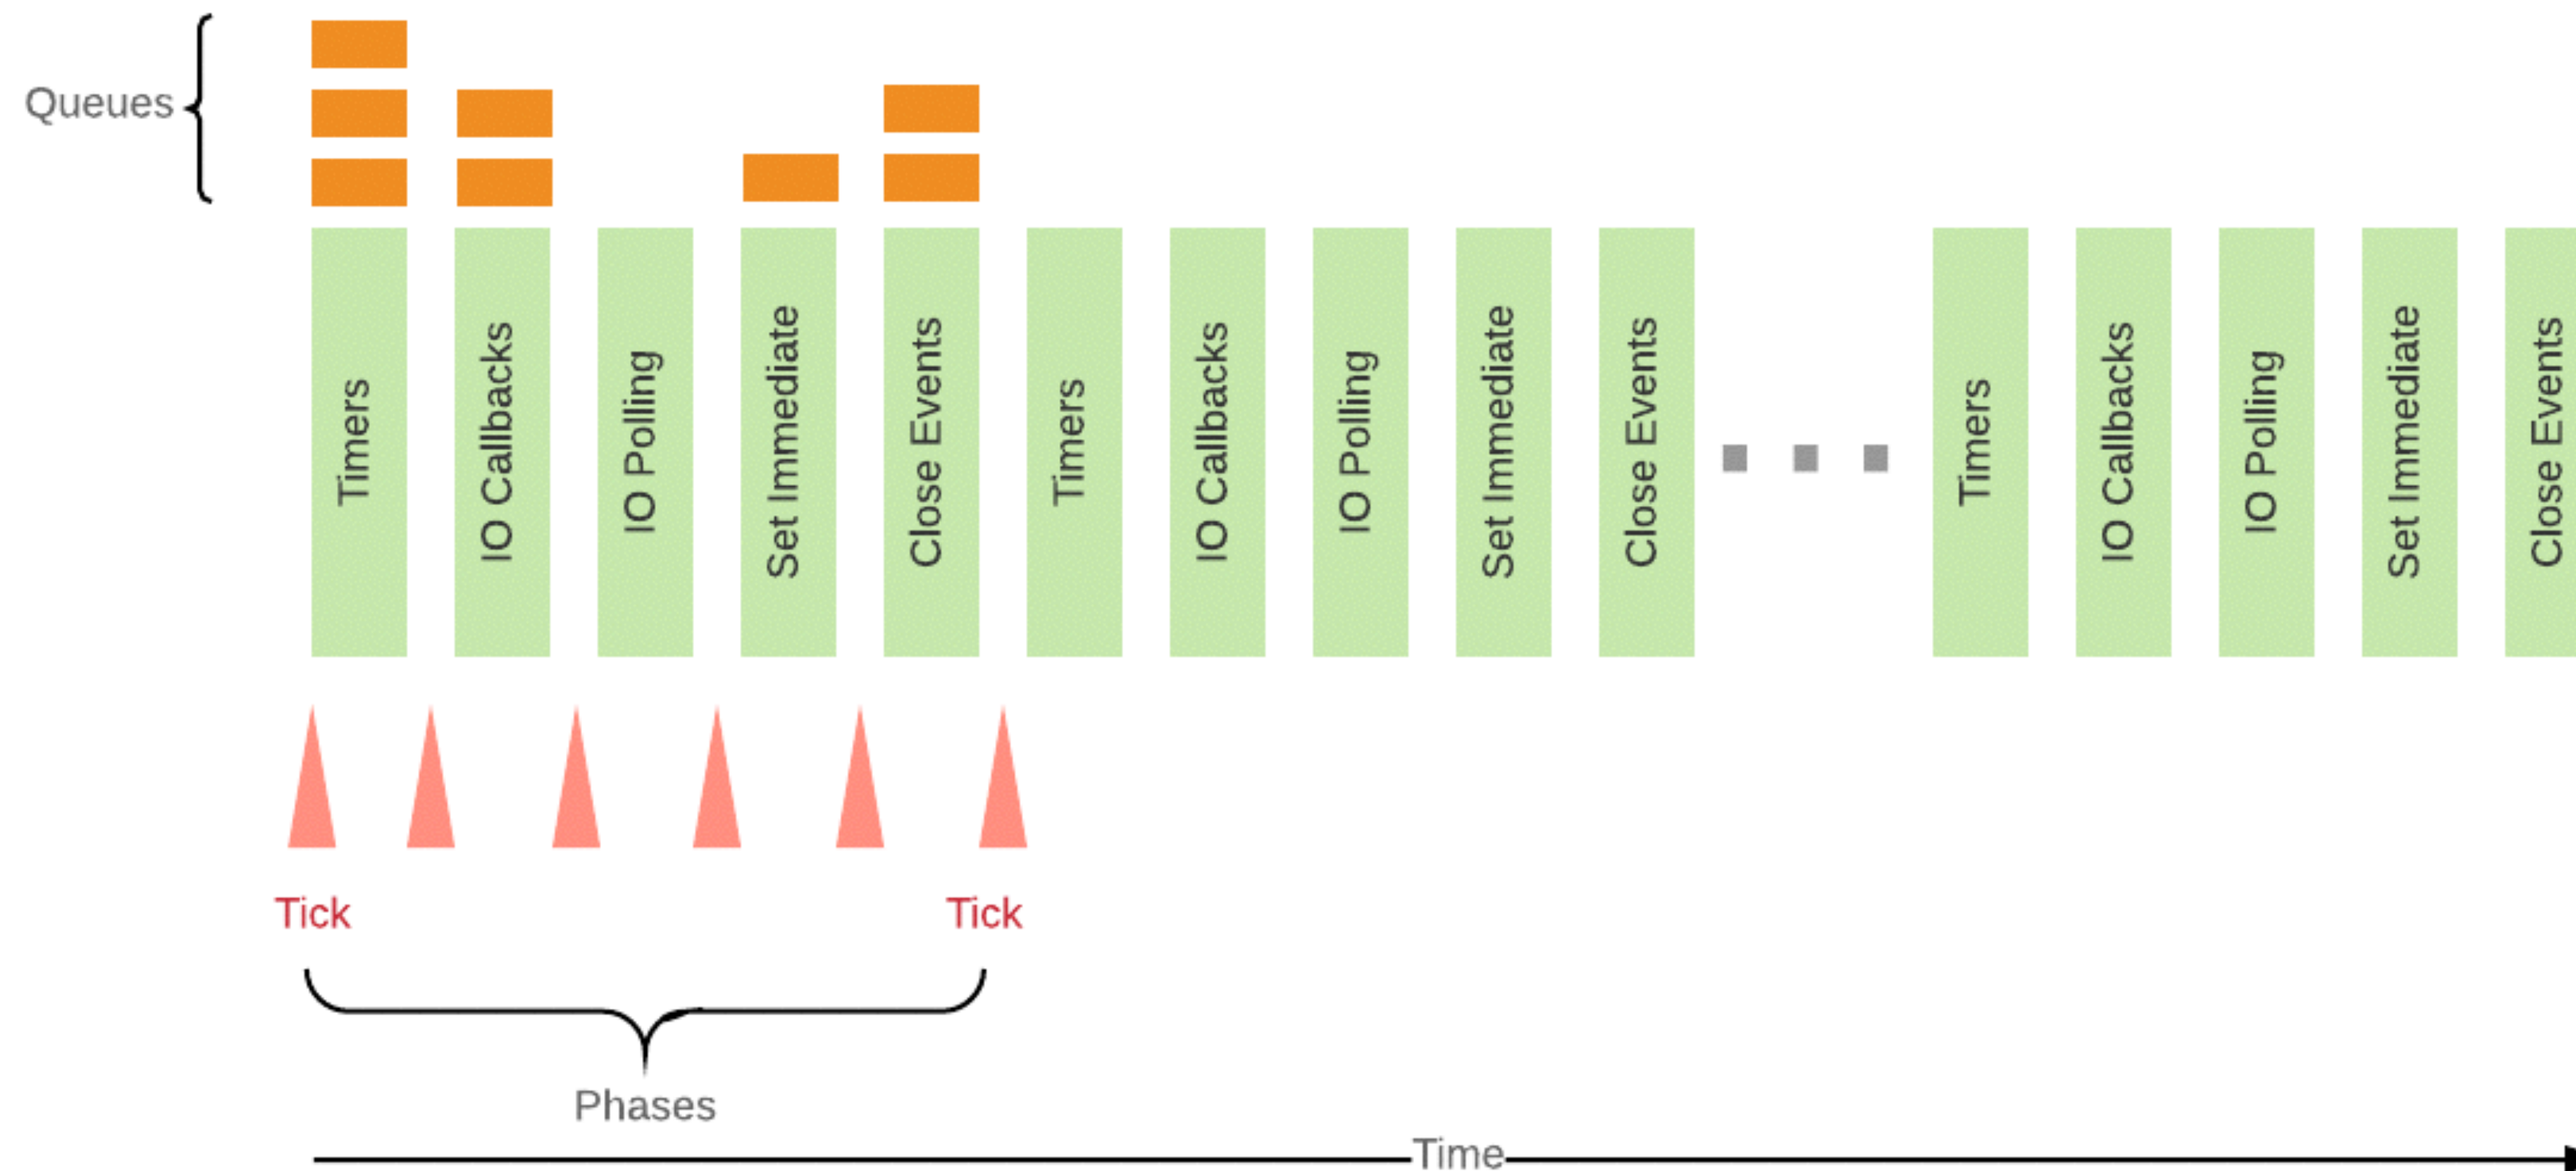 Queues
Timers
IO Callbacks
IO Polling
Set Immediate
Close Events
Timers
IO Callbacks
IO Polling
Set Immediate
Close Events
Timers
IO Callbacks
IO Polling
Set Immediate
Close Events
Tick
Tick
Phases
Time